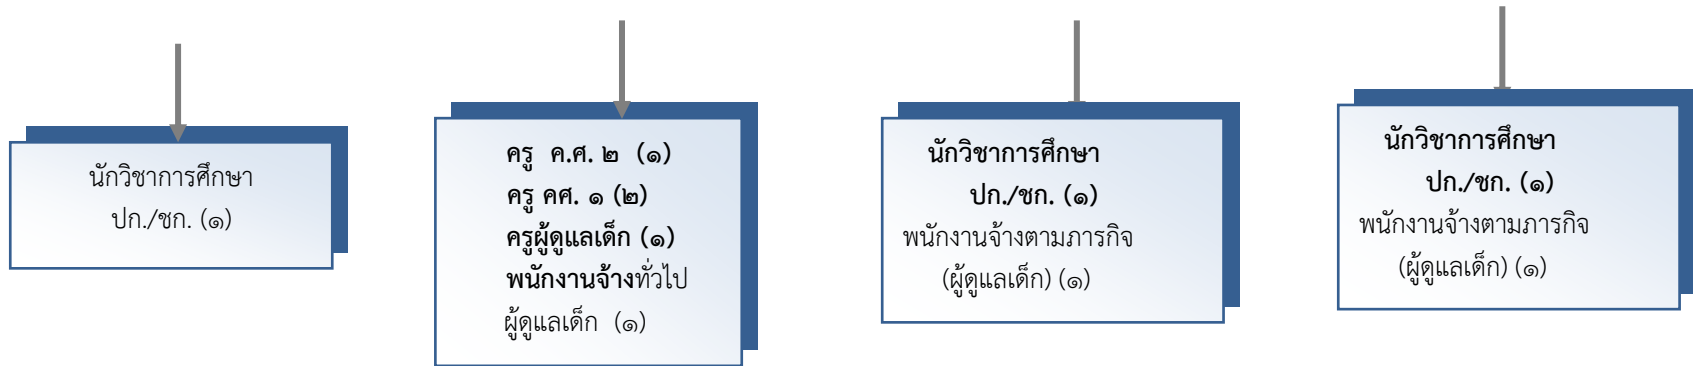 นักวิชาการศึกษา
ปก./ชก. (๑)
ครู ค.ศ. ๒ (๑)
ครู คศ. ๑ (๒)
ครูผู้ดูแลเด็ก (๑)
พนักงานจ้างทั่วไป
ผู้ดูแลเด็ก (๑)
นักวิชาการศึกษา
ปก./ชก. (๑)
พนักงานจ้างตามภารกิจ
(ผู้ดูแลเด็ก) (๑)
นักวิชาการศึกษา
ปก./ชก. (๑)
พนักงานจ้างตามภารกิจ
(ผู้ดูแลเด็ก) (๑)